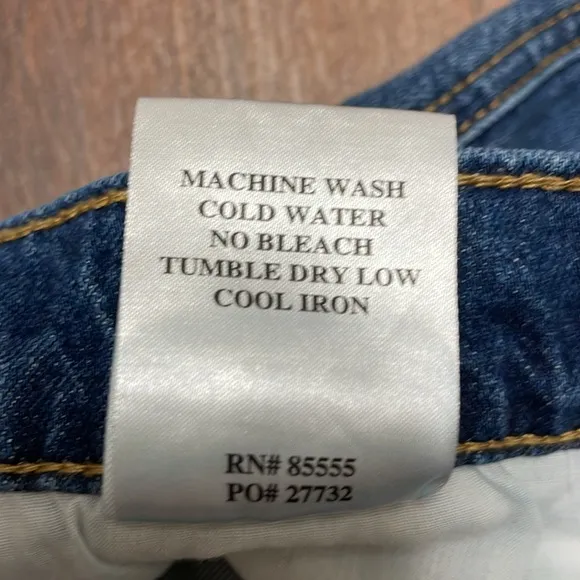 MACHINE WASH
COLD WATER
NO BLEACH
TUMBLE DRY LOW
COOL IRON
RN# 85555
PO# 27732